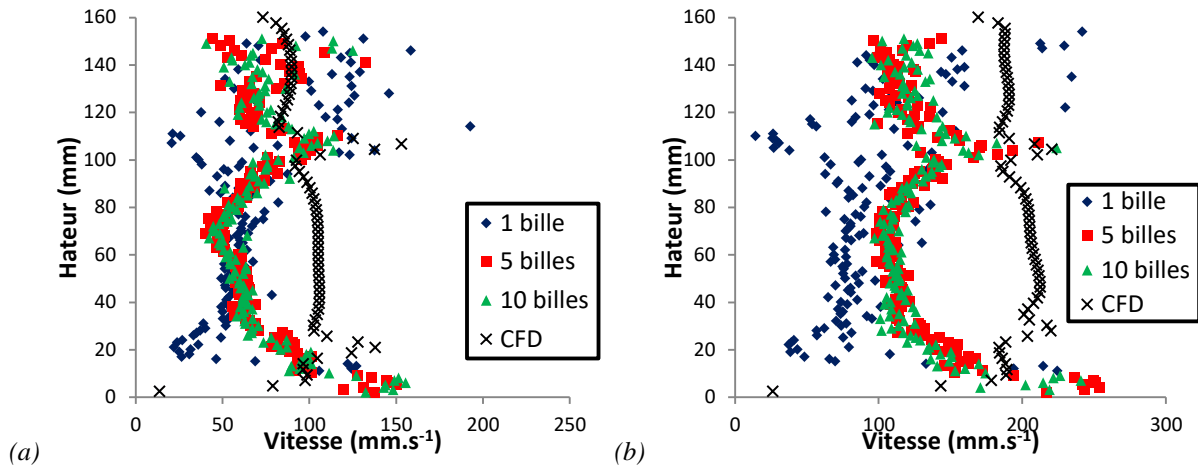 (a)
Hateur (mm)
160
140
120
100
80
60
40
20
0
0 50 100 150 200 250
Vitesse (mm.s-1)
1 bille
5 billes
10 billes
CFD
(b)
Hateur (mm)
160
140
120
100
80
60
40
20
0
0 100 200 300
Vitesse (mm.s-1)
1 bille
5 billes
10 billes
CFD